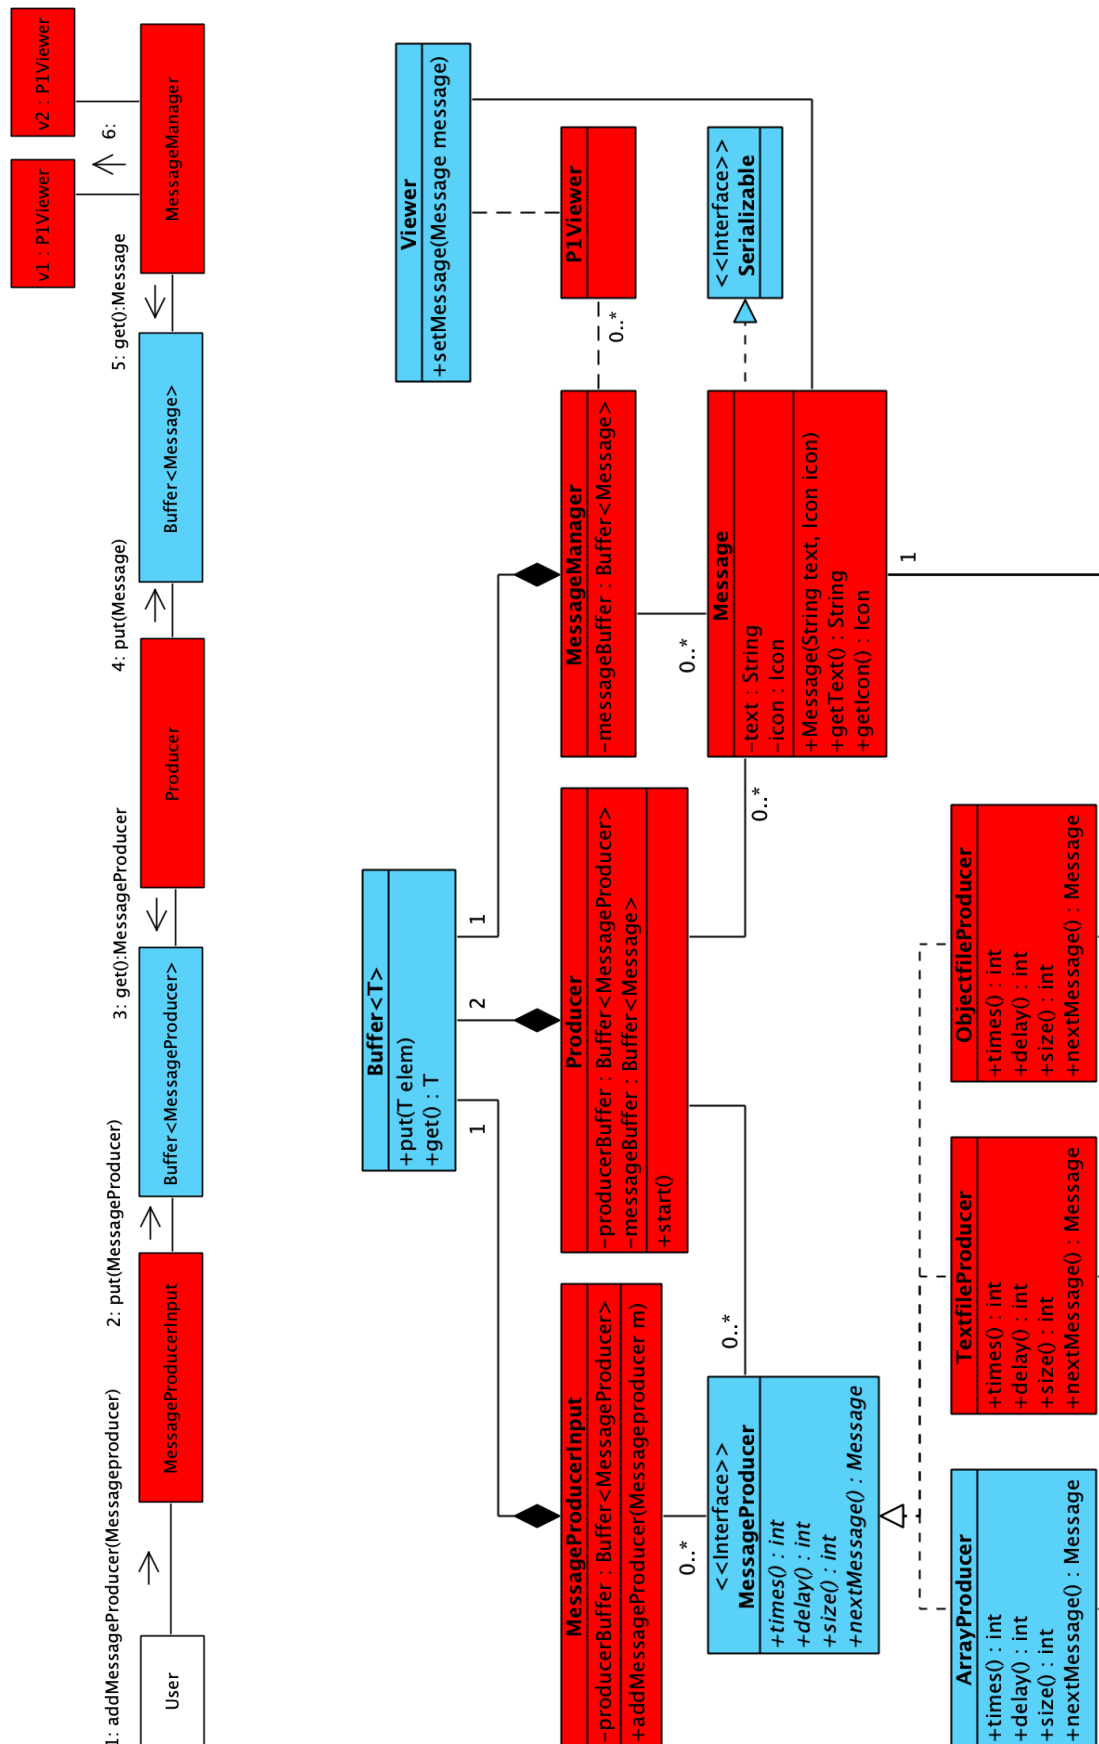 1: addMessageProducer(Messageproducer)
2: put(MessageProducer)
3: get():MessageProducer
4: put(Message)
5: get():Message
6:
User
MessageProducerInput
Buffer<MessageProducer>
Producer
Buffer<Message>
MessageManager
v1 : P1Viewer
v2 : P1Viewer
Buffer<T>
+put(T elem)
+get() : T
1
2
1
Viewer
+setMessage(Message message)
MessageProducerInput
-producerBuffer : Buffer<MessageProducer>
+addMessageProducer(Messageproducer m)
Producer
-producerBuffer : Buffer<MessageProducer>
-messageBuffer : Buffer<Message>
+start()
MessageManager
-messageBuffer : Buffer<Message>
0..*
P1Viewer
0..*
0..*
0..*
0..*
<<Interface>>
MessageProducer
+times() : int
+delay() : int
+size() : int
+nextMessage() : Message
Message
-text : String
-icon : Icon
+Message(String text, Icon icon)
+getText() : String
+getIcon() : Icon
<<Interface>>
Serializable
1
ArrayProducer
+times() : int
+delay() : int
+size() : int
+nextMessage() : Message
TextfileProducer
+times() : int
+delay() : int
+size() : int
+nextMessage() : Message
ObjectfileProducer
+times() : int
+delay() : int
+size() : int
+nextMessage() : Message